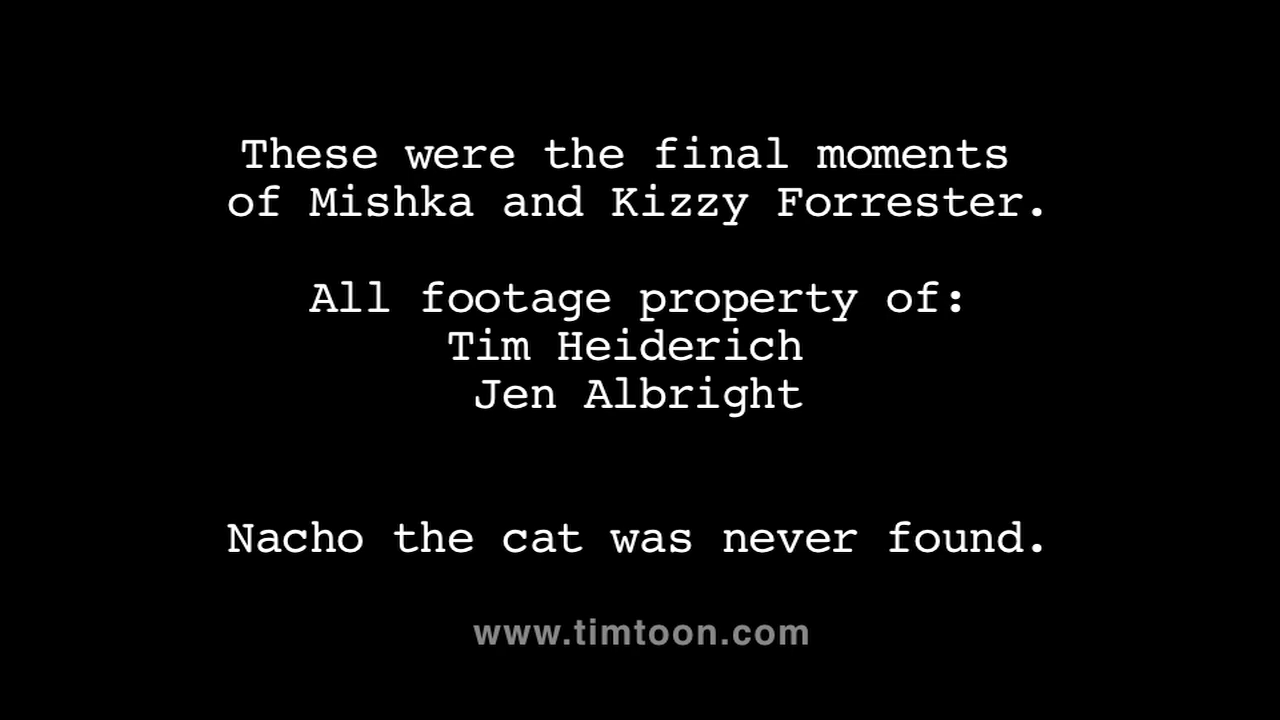 These were the final moments
of Mishka and Kizzy Forrester.
All footage property of:
Tim Heiderich
Jen Albright
Nacho the cat was never found.
www.timtoon.com